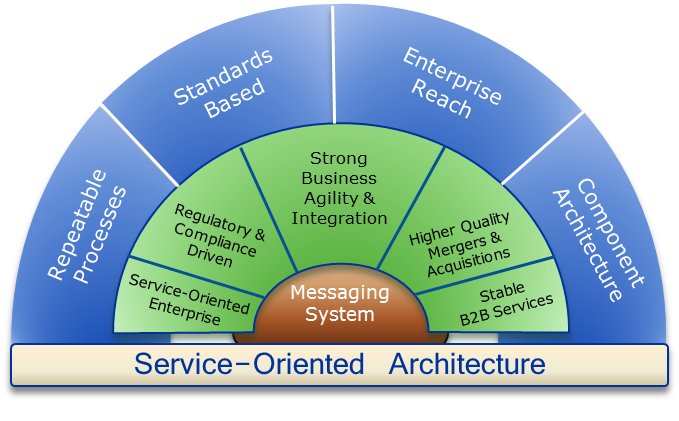 Repeatable
Processes
Standards
Based
Enterprise
Reach
Component
Architecture
Service-Oriented
Enterprise
Regulatory &
Compliance
Driven
Strong
Business
Agility &
Integration
Higher Quality
Mergers &
Acquisitions
Stable
B2B Services
Messaging
System
Service-Oriented Architecture